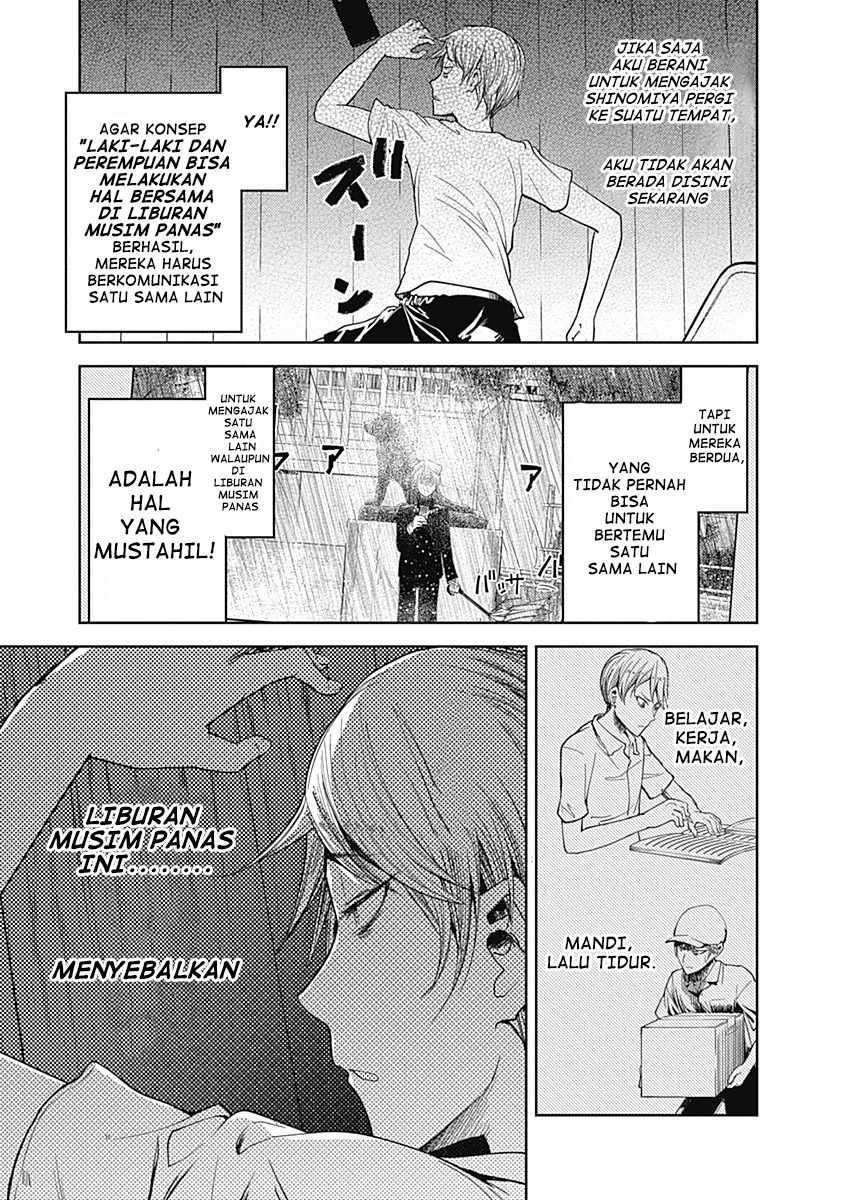 JIKA SAJA
AKU BERANI
UNTUK MENGAJAK
SHINOMIYA PERGI
KE SUATU TEMPAT,
AKU TIDAK AKAN
BERADA DISINI
SEKARANG
YA!!
AGAR KONSEP
"LAKI-LAKI DAN
PEREMPUAN BISA
MELAKUKAN
HAL BERSAMA
DI LIBURAN
MUSIM PANAS"
BERHASIL,
MEREKA HARUS
BERKOMUNIKASI
SATU SAMA LAIN
ズーン
TAPI
UNTUK
MEREKA
BERDUA,
YANG
TIDAK PERNAH
BISA
UNTUK
BERTEMU
SATU
SAMA LAIN
ア
ア
バッサ
UNTUK
MENGAJAK
SATU
SAMA
LAIN
WALAUPUN
DI
LIBURAN
MUSIM
PANAS
ADALAH
HAL
YANG
MUSTAHIL!
BELAJAR,
KERJA,
MAKAN,
MANDI,
LALU TIDUR.
LIBURAN
MUSIM PANAS
INI........
MENYEBALKAN